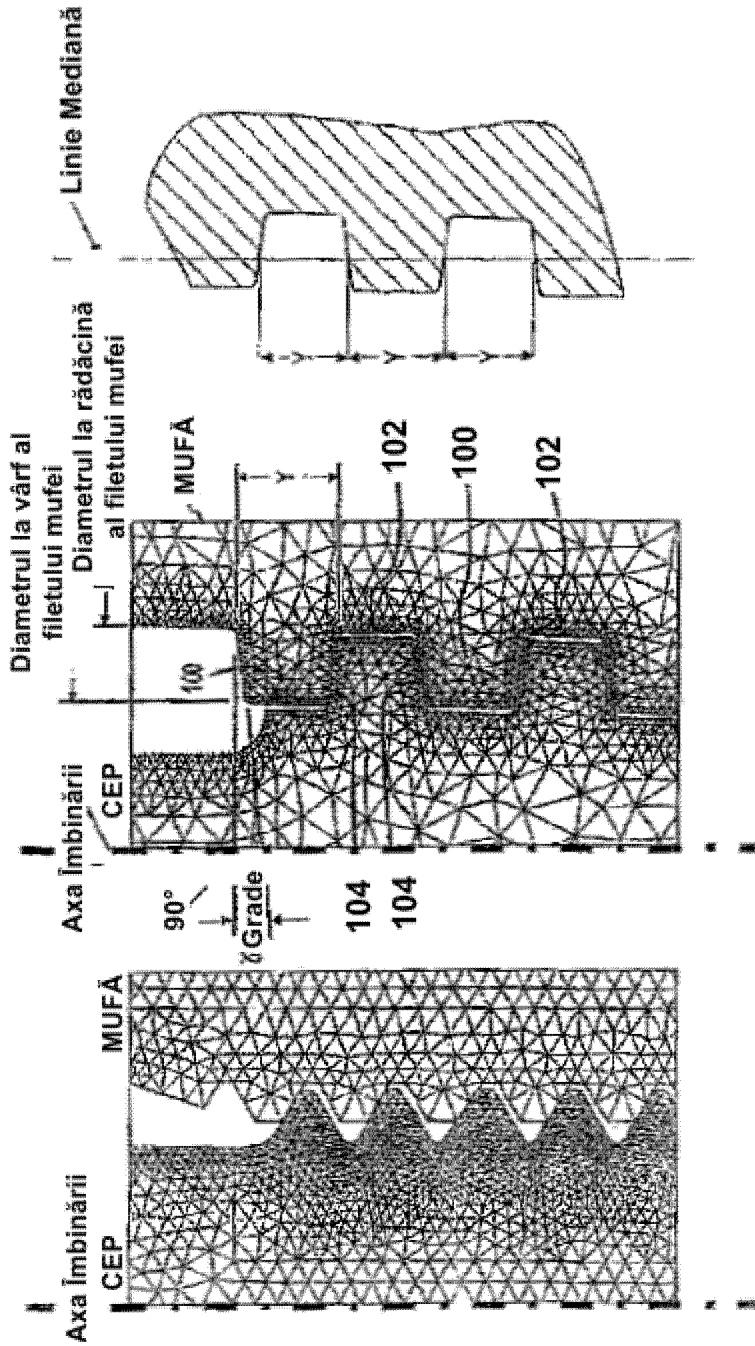 Axa Îmbinării
CEP
MUFĂ
90°
ɣ Grade
104
104
Axa Îmbinării
CEP
Diametrul la vârf al
filetului mufei
Diametrul la rădăcină
al filetului mufei
MUFĂ
100
Y
102
100
102
Linie Mediană
Y
Y
Y